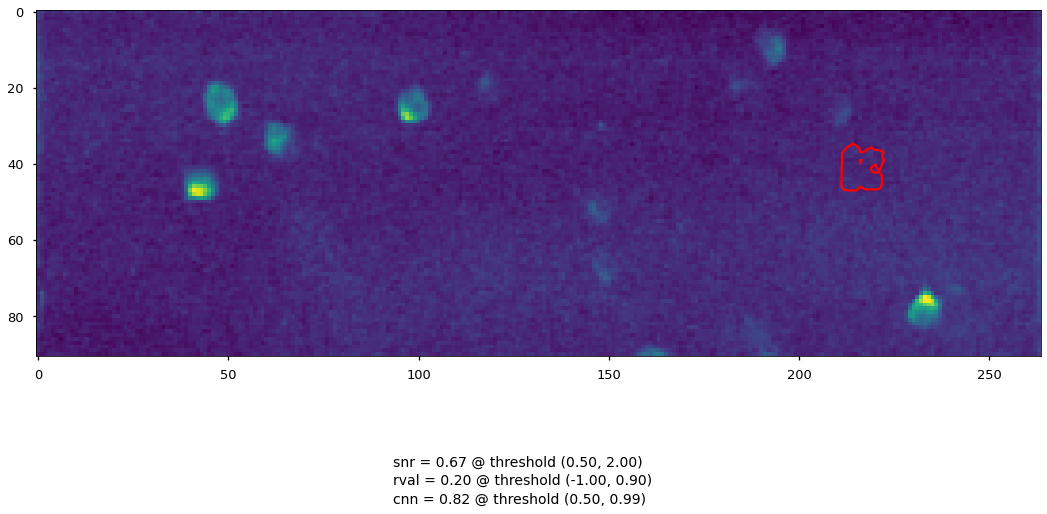 0
20
40
60
80
0 50 100 150 200 250
snr = 0.67 @ threshold (0.50, 2.00)
rval = 0.20 @ threshold (-1.00, 0.90)
cnn = 0.82 @ threshold (0.50, 0.99)